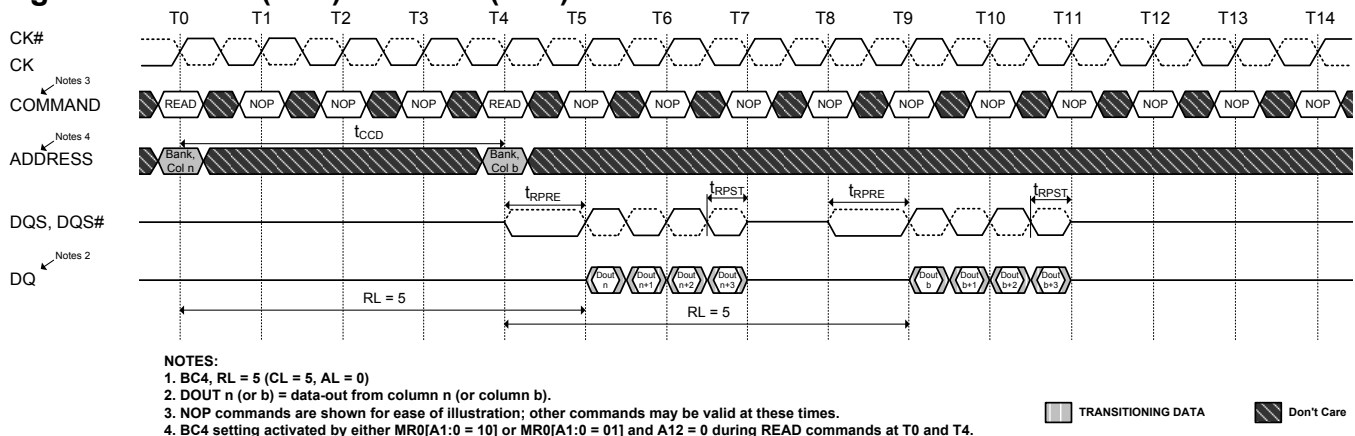 T0 T1 T2 T3 T4 T5 T6 T7 T8 T9 T10 T11 T12 T13 T14
CK#
CK
Notes 3
COMMAND READ NOP NOP NOP READ NOP NOP NOP NOP NOP NOP NOP NOP NOP NOP
tCCD
Notes 4
ADDRESS Bank, Col n Bank, Col b
tRPRE tRPST tRPRE tRPST
DQS, DQS#
Notes 2
DQ Dout n Dout n+1 Dout n+2 Dout n+3 Dout b Dout b+1 Dout b+2 Dout b+3
RL = 5
RL = 5
NOTES:
1. BC4, RL = 5 (CL = 5, AL = 0)
2. DOUT n (or b) = data-out from column n (or column b).
3. NOP commands are shown for ease of illustration; other commands may be valid at these times.
4. BC4 setting activated by either MR0[A1:0 = 10] or MR0[A1:0 = 01] and A12 = 0 during READ commands at T0 and T4.
TRANSITIONING DATA Don't Care